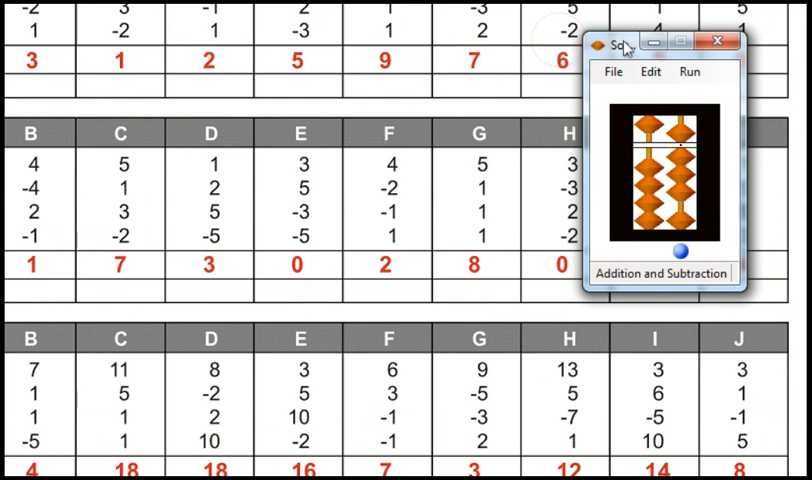 -2 3 -1 2 1 -3 5 1 5
1 -2 1 -3 1 2 -2 4 1
3 1 2 5 9 7 6
File Edit Run
B C D E F G H
4 5 1 3 4 5 3
-4 1 2 5 -2 1 -3
2 3 5 -3 -1 1 2
-1 -2 -5 -5 1 1 -2
1 7 3 0 2 8 0
Addition and Subtraction
B C D E F G H I J
7 11 8 3 6 9 13 3 3
1 5 -2 5 3 -5 5 6 1
1 1 2 10 -1 -3 -7 -5 -1
-5 1 10 -2 -1 2 1 10 5
4 18 18 16 7 3 12 14 8